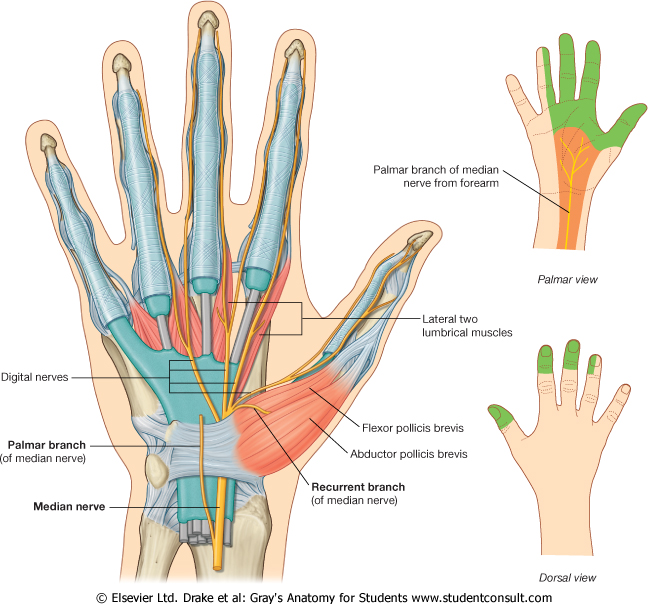 Palmar branch of median
nerve from forearm
Palmar view
Lateral two
lumbrical muscles
Digital nerves
Flexor pollicis brevis
Palmar branch
(of median nerve)
Abductor pollicis brevis
Recurrent branch
(of median nerve)
Median nerve
Dorsal view
© Elsevier Ltd. Drake et al: Gray's Anatomy for Students www.studentconsult.com